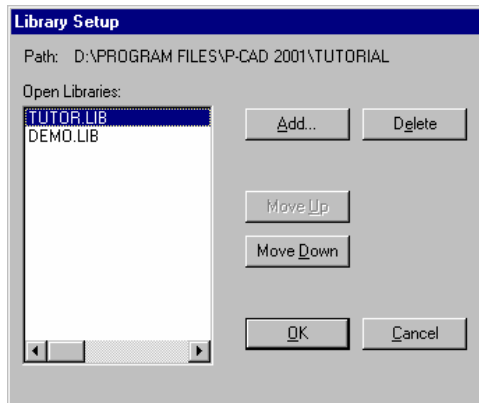 Library Setup
Path: D:\PROGRAM FILES\P-CAD 2001\TUTORIAL
Open Libraries:
TUTOR.LIB
DEMO.LIB
Add... Delete
Move Up
Move Down
OK Cancel